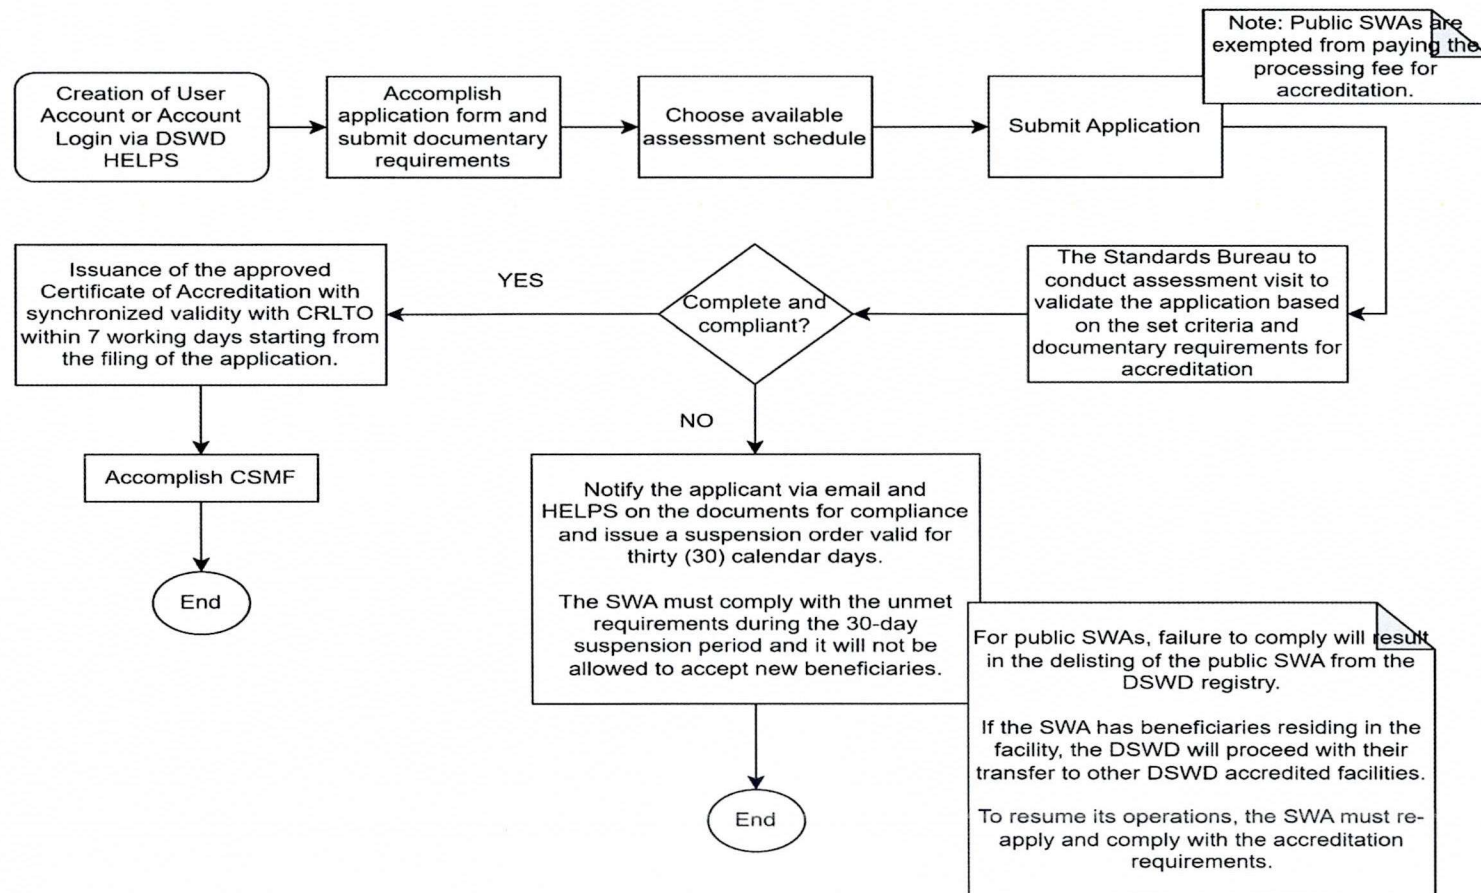 Note: Public SWAs are
exempted from paying the
processing fee for
accreditation.
Creation of User
Account or Account
Login via DSWD
HELPS
Accomplish
application form and
submit documentary
requirements
Choose available
assessment schedule
Submit Application
Issuance of the approved
Certificate of Accreditation with
synchronized validity with CRLTO
within 7 working days starting from
the filing of the application.
YES
Complete and
compliant?
The Standards Bureau to
conduct assessment visit to
validate the application based
on the set criteria and
documentary requirements for
accreditation
NO
Accomplish CSMF
End
Notify the applicant via email and
HELPS on the documents for compliance
and issue a suspension order valid for
thirty (30) calendar days.
The SWA must comply with the unmet
requirements during the 30-day
suspension period and it will not be
allowed to accept new beneficiaries.
End
For public SWAs, failure to comply will result
in the delisting of the public SWA from the
DSWD registry.
If the SWA has beneficiaries residing in the
facility, the DSWD will proceed with their
transfer to other DSWD accredited facilities.
To resume its operations, the SWA must re-
apply and comply with the accreditation
requirements.